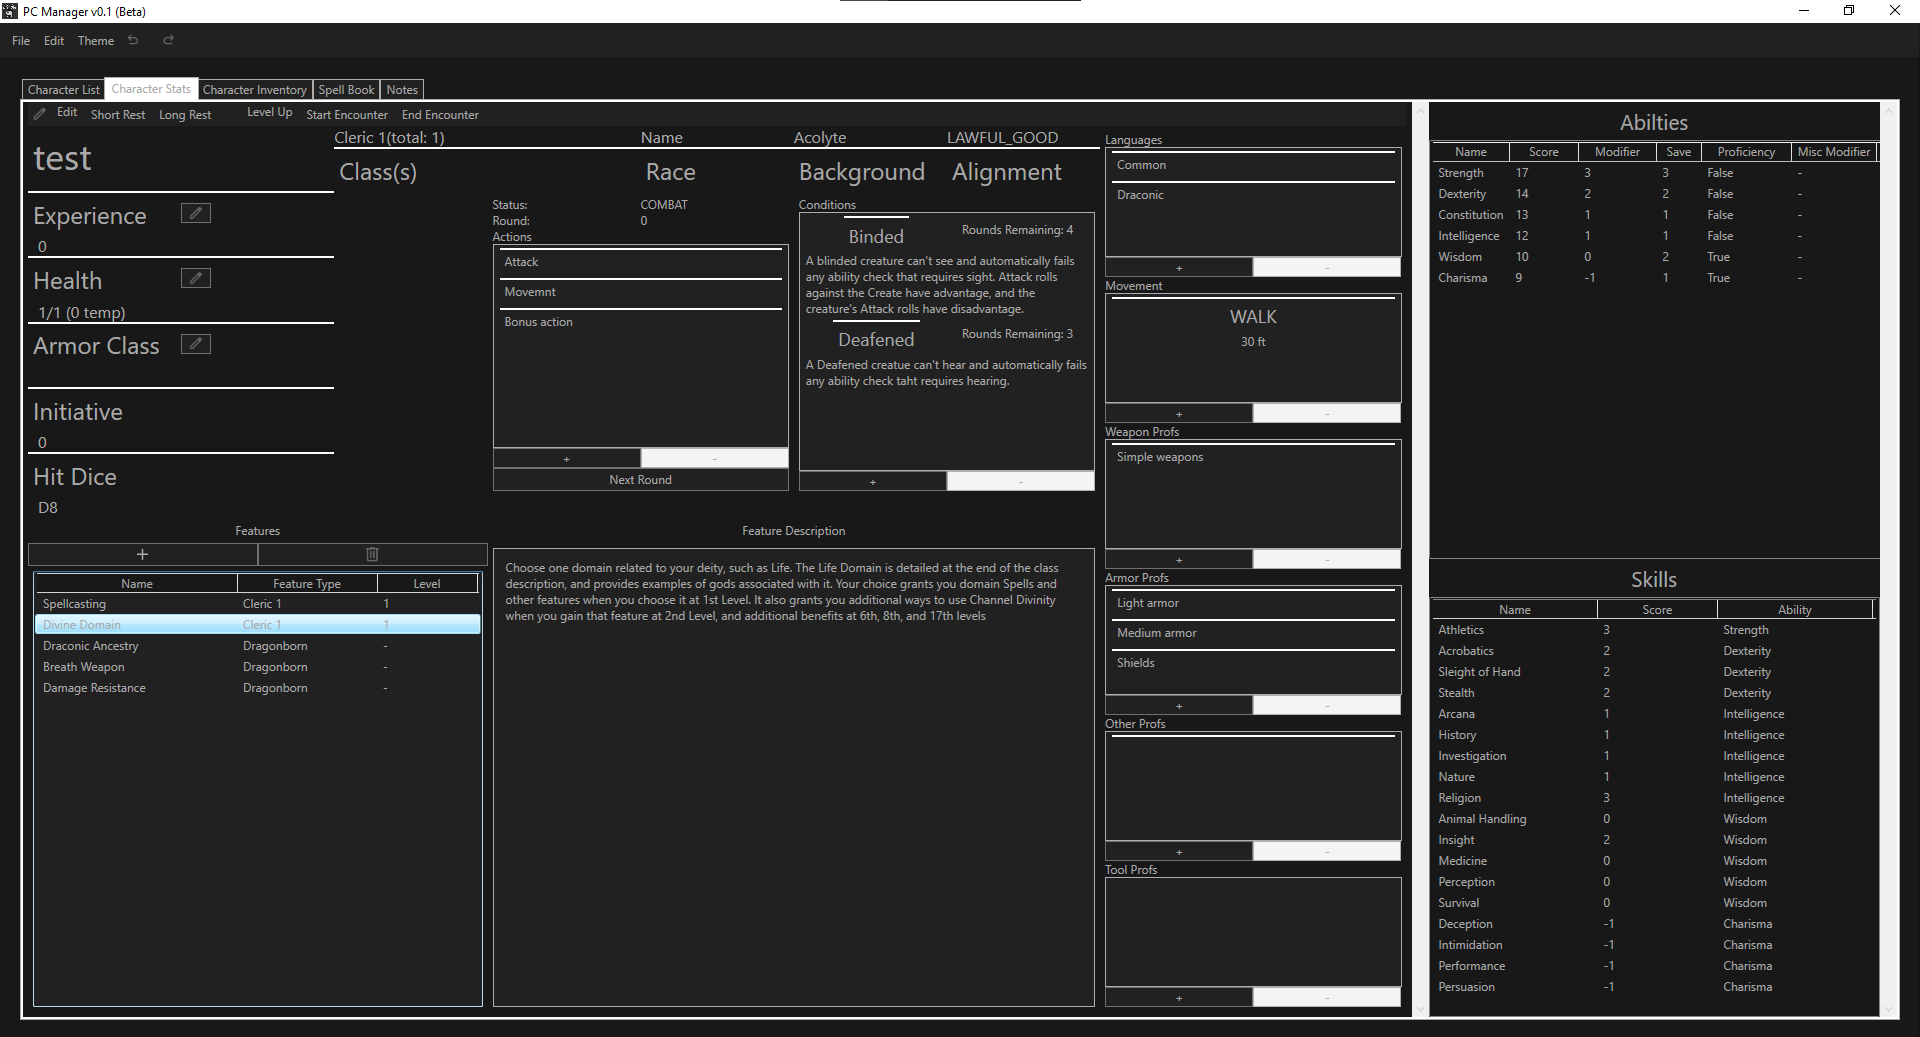 PC Manager v0.1 (Beta)
File Edit Theme
Character List Character Stats Character Inventory Spell Book Notes
Edit Short Rest Long Rest Level Up Start Encounter End Encounter
test
Experience
0
Health
1/1 (0 temp)
Armor Class
Initiative
0
Hit Dice
D8
Cleric 1(total: 1) Name Acolyte LAWFUL_GOOD
Class(s) Race Background Alignment
Status: COMBAT
Round: 0
Actions
Attack
Movemnt
Bonus action
+ -
Next Round
Conditions
Binded Rounds Remaining: 4
A blinded creature can't see and automatically fails
any ability check that requires sight. Attack rolls
against the Create have advantage, and the
creature's Attack rolls have disadvantage.
Deafened Rounds Remaining: 3
A Deafened creatue can't hear and automatically fails
any ability check taht requires hearing.
+ -
Features
+
Name Feature Type Level
Spellcasting Cleric 1 1
Divine Domain Cleric 1 1
Draconic Ancestry Dragonborn -
Breath Weapon Dragonborn -
Damage Resistance Dragonborn -
Feature Description
Choose one domain related to your deity, such as Life. The Life Domain is detailed at the end of the class
description, and provides examples of gods associated with it. Your choice grants you domain Spells and
other features when you choose it at 1st Level. It also grants you additional ways to use Channel Divinity
when you gain that feature at 2nd Level, and additional benefits at 6th, 8th, and 17th levels
Languages
Common
Draconic
+ -
Movement
WALK
30 ft
+ -
Weapon Profs
Simple weapons
+ -
Armor Profs
Light armor
Medium armor
Shields
+ -
Other Profs
+ -
Tool Profs
+ -
Abilties
Name Score Modifier Save Proficiency Misc Modifier
Strength 17 3 3 False -
Dexterity 14 2 2 False -
Constitution 13 1 1 False -
Intelligence 12 1 1 False -
Wisdom 10 0 2 True -
Charisma 9 -1 1 True -
Skills
Name Score Ability
Athletics 3 Strength
Acrobatics 2 Dexterity
Sleight of Hand 2 Dexterity
Stealth 2 Dexterity
Arcana 1 Intelligence
History 1 Intelligence
Investigation 1 Intelligence
Nature 1 Intelligence
Religion 3 Intelligence
Animal Handling 0 Wisdom
Insight 2 Wisdom
Medicine 0 Wisdom
Perception 0 Wisdom
Survival 0 Wisdom
Deception -1 Charisma
Intimidation -1 Charisma
Performance -1 Charisma
Persuasion -1 Charisma